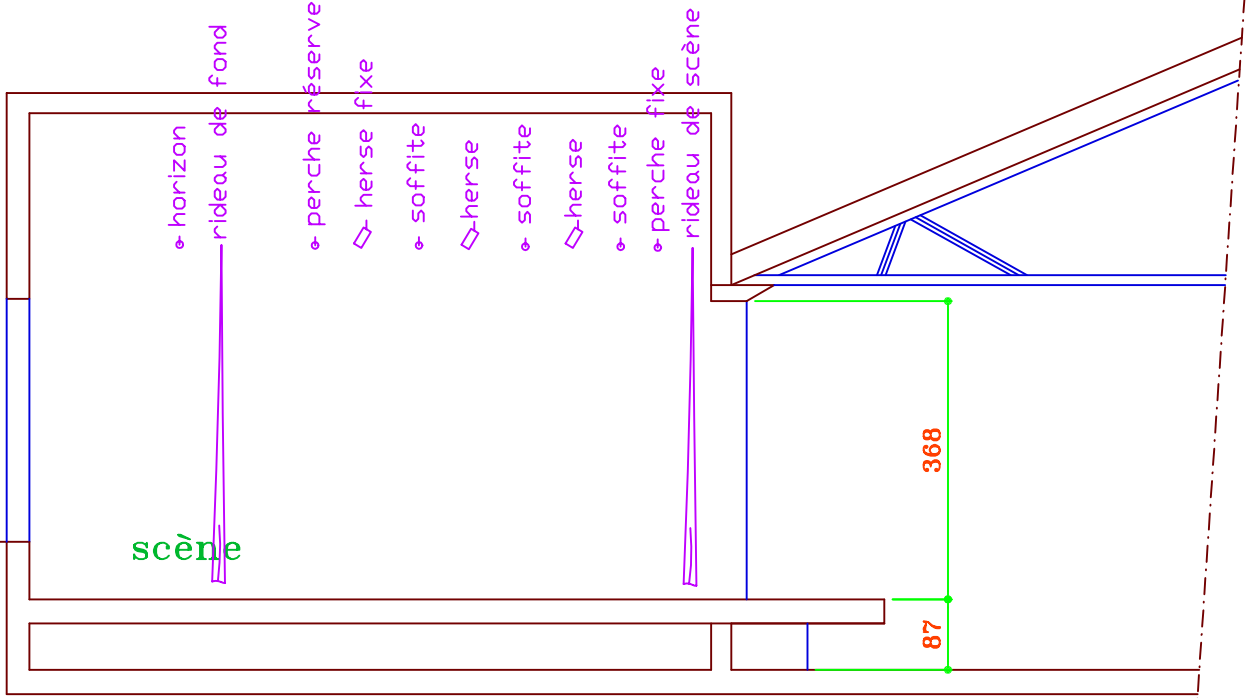 horizon
rideau de fond
perche réserve
herse fixe
soffite
herse
soffite
herse
soffite
perche fixe
rideau de scène
368
scène
87